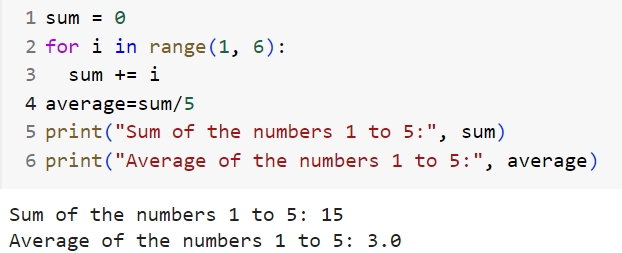 1 sum = 0
2 for i in range(1, 6):
3   sum += i
4 average=sum/5
5 print("Sum of the numbers 1 to 5:", sum)
6 print("Average of the numbers 1 to 5:", average)
Sum of the numbers 1 to 5: 15
Average of the numbers 1 to 5: 3.0